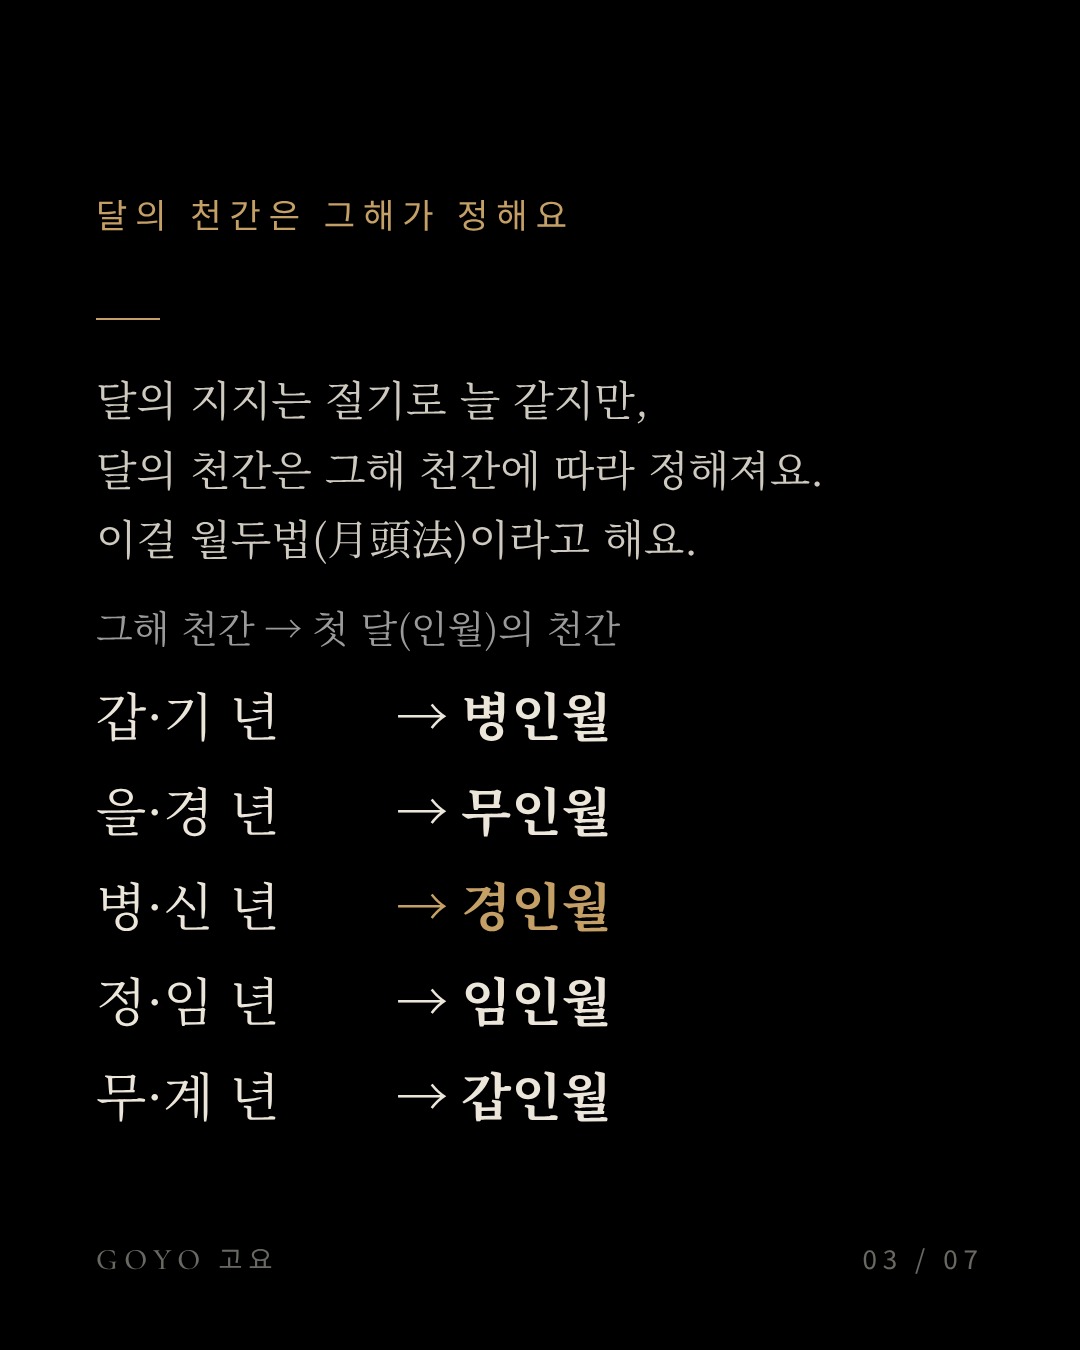 달의 천간은 그해가 정해요
달의 지지는 절기로 늘 같지만,
달의 천간은 그해 천간에 따라 정해져요.
이걸 월두법(月頭法)이라고 해요.
그해 천간 → 첫 달(인월)의 천간
갑·기 년 → 병인월
을·경 년 → 무인월
병·신 년 → 경인월
정·임 년 → 임인월
무·계 년 → 갑인월
GOYO 고요 03 / 07